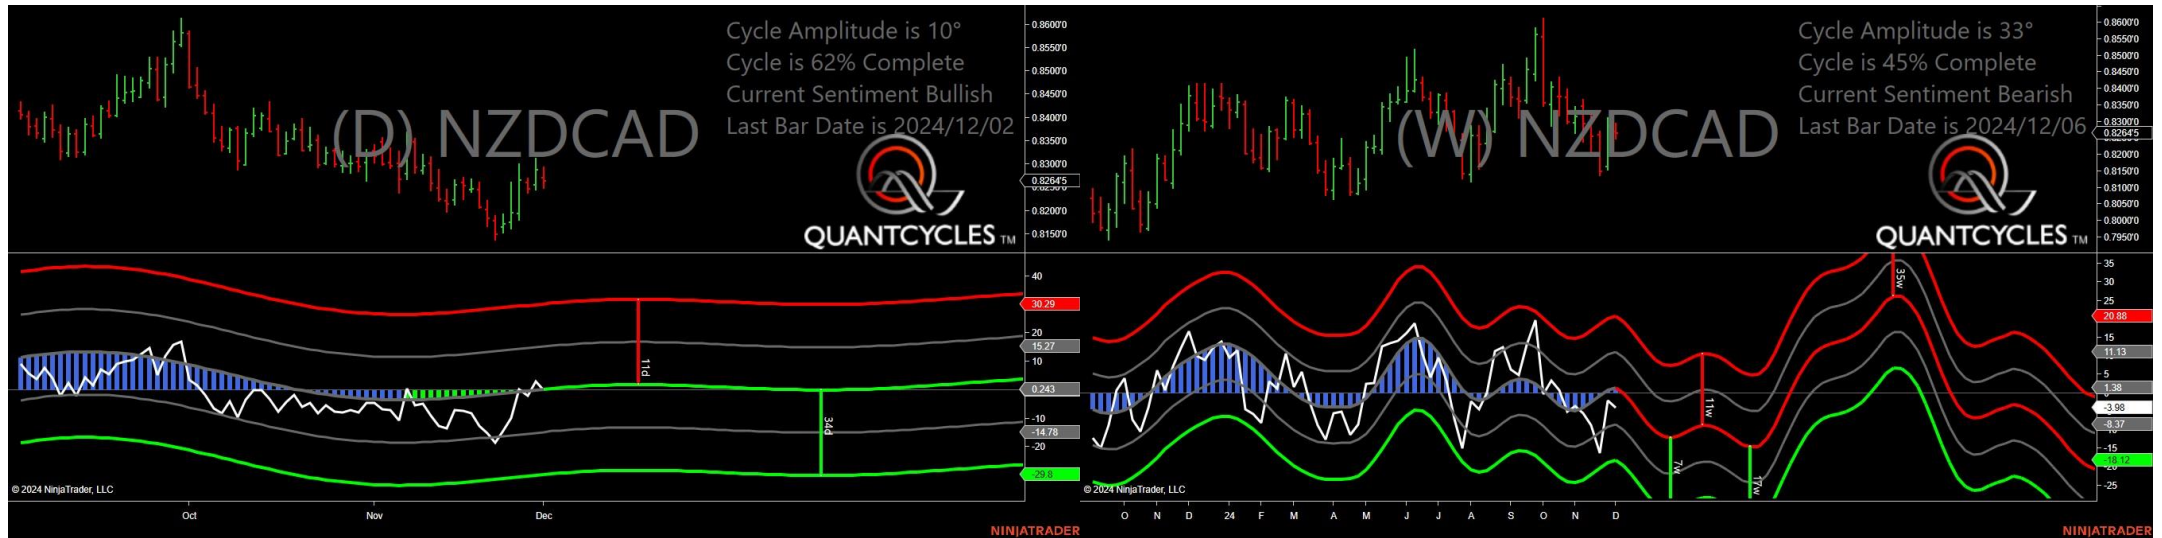 Cycle Amplitude is 10°
Cycle is 62% Complete
Current Sentiment Bullish
Last Bar Date is 2024/12/02
(D) NZDCAD
QUANTCYCLES TM
0.8600'0
0.8550'0
0.8500'0
0.8450'0
0.8400'0
0.8350'0
0.8300'0
0.8264'5
0.8200'0
0.8150'0
40
30.29
20
15.27
10
0.243
-10
-14.78
-20
-29.8
11d
34d
© 2024 NinjaTrader, LLC
Oct Nov Dec
NINJATRADER
Cycle Amplitude is 33°
Cycle is 45% Complete
Current Sentiment Bearish
Last Bar Date is 2024/12/06
(W) NZDCAD
QUANTCYCLES TM
0.8600'0
0.8550'0
0.8500'0
0.8450'0
0.8400'0
0.8350'0
0.8300'0
0.8264'5
0.8200'0
0.8150'0
0.8100'0
0.8050'0
0.8000'0
0.7950'0
35
30
25
20.88
15
11.13
5
1.38
-3.98
-8.37
-15
-18.12
-25
35w
11w
7w
17w
© 2024 NinjaTrader, LLC
O N D 24 F M A M J J A S O N D
NINJATRADER